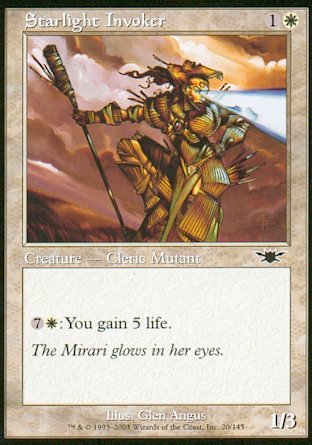 Starlight Invoker 1
Creature — Cleric Mutant
7 : You gain 5 life.
The Mirari glows in her eyes.
Illus. Glen Angus
™ & © 1993-2003 Wizards of the Coast, Inc. 20/145
1/3